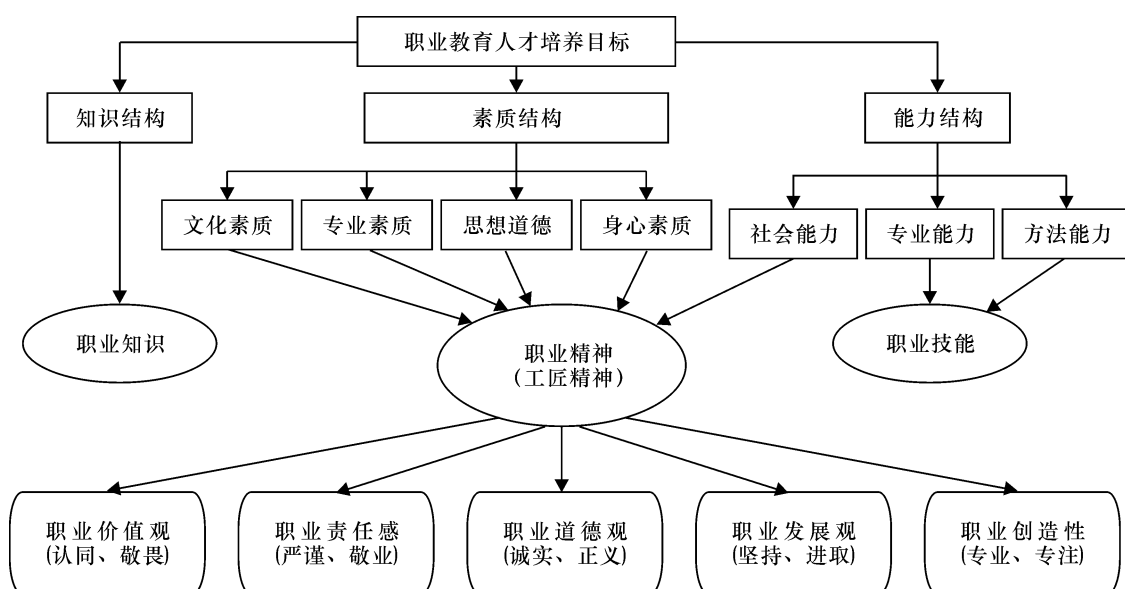 职业教育人才培养目标
知识结构
素质结构
能力结构
文化素质
专业素质
思想道德
身心素质
社会能力
专业能力
方法能力
职业知识
职业精神
(工匠精神)
职业技能
职业价值观
(认同、敬畏)
职业责任感
(严谨、敬业)
职业道德观
(诚实、正义)
职业发展观
(坚持、进取)
职业创造性
(专业、专注)